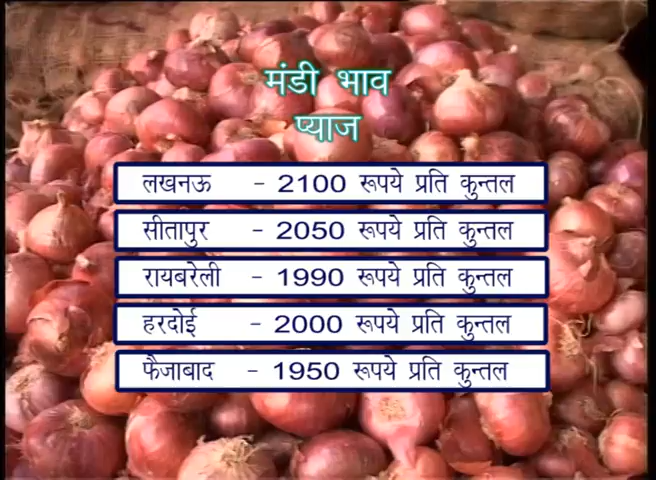 मंडी भाव
प्याज
लखनऊ - 2100 रूपये प्रति कुन्तल
सीतापुर - 2050 रूपये प्रति कुन्तल
रायबरेली - 1990 रूपये प्रति कुन्तल
हरदोई - 2000 रूपये प्रति कुन्तल
फैजाबाद - 1950 रूपये प्रति कुन्तल